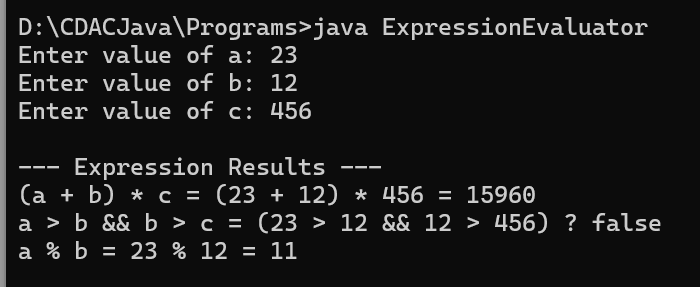 D:\CDACJava\Programs>java ExpressionEvaluator
Enter value of a: 23
Enter value of b: 12
Enter value of c: 456
--- Expression Results ---
(a + b) * c = (23 + 12) * 456 = 15960
a > b && b > c = (23 > 12 && 12 > 456) ? false
a % b = 23 % 12 = 11